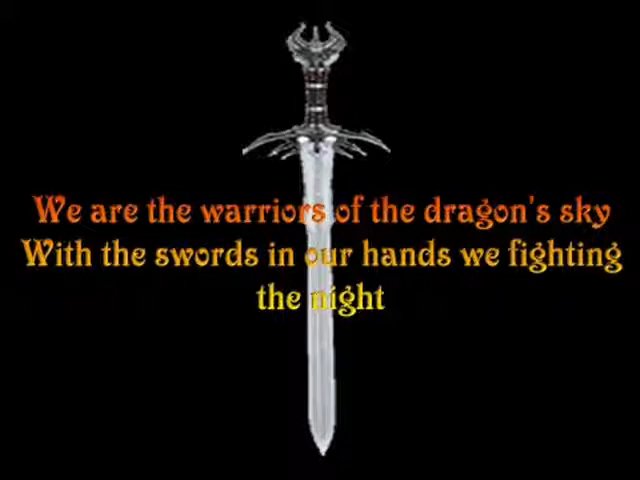 We are the warriors of the dragon's sky
With the swords in our hands we fighting
the night